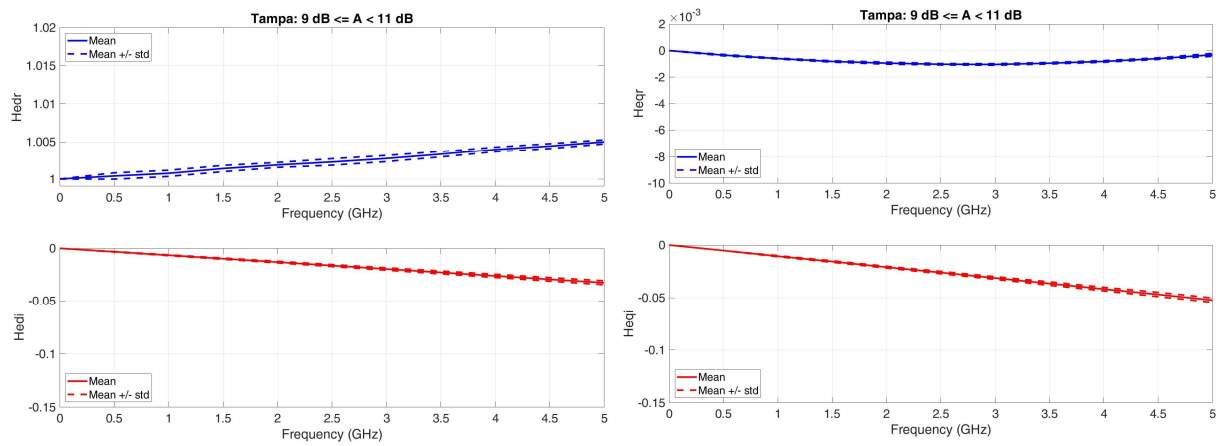 Tampa: 9 dB <= A < 11 dB
1.02
1.015
1.01
1.005
1
Hedr
Mean
Mean +/- std
0 0.5 1 1.5 2 2.5 3 3.5 4 4.5 5
Frequency (GHz)
0
-0.05
-0.1
-0.15
Hedi
Mean
Mean +/- std
0 0.5 1 1.5 2 2.5 3 3.5 4 4.5 5
Frequency (GHz)
Tampa: 9 dB <= A < 11 dB
×10⁻³
2
0
-2
-4
-6
-8
-10
Heqr
Mean
Mean +/- std
0 0.5 1 1.5 2 2.5 3 3.5 4 4.5 5
Frequency (GHz)
0
-0.05
-0.1
-0.15
Heqi
Mean
Mean +/- std
0 0.5 1 1.5 2 2.5 3 3.5 4 4.5 5
Frequency (GHz)